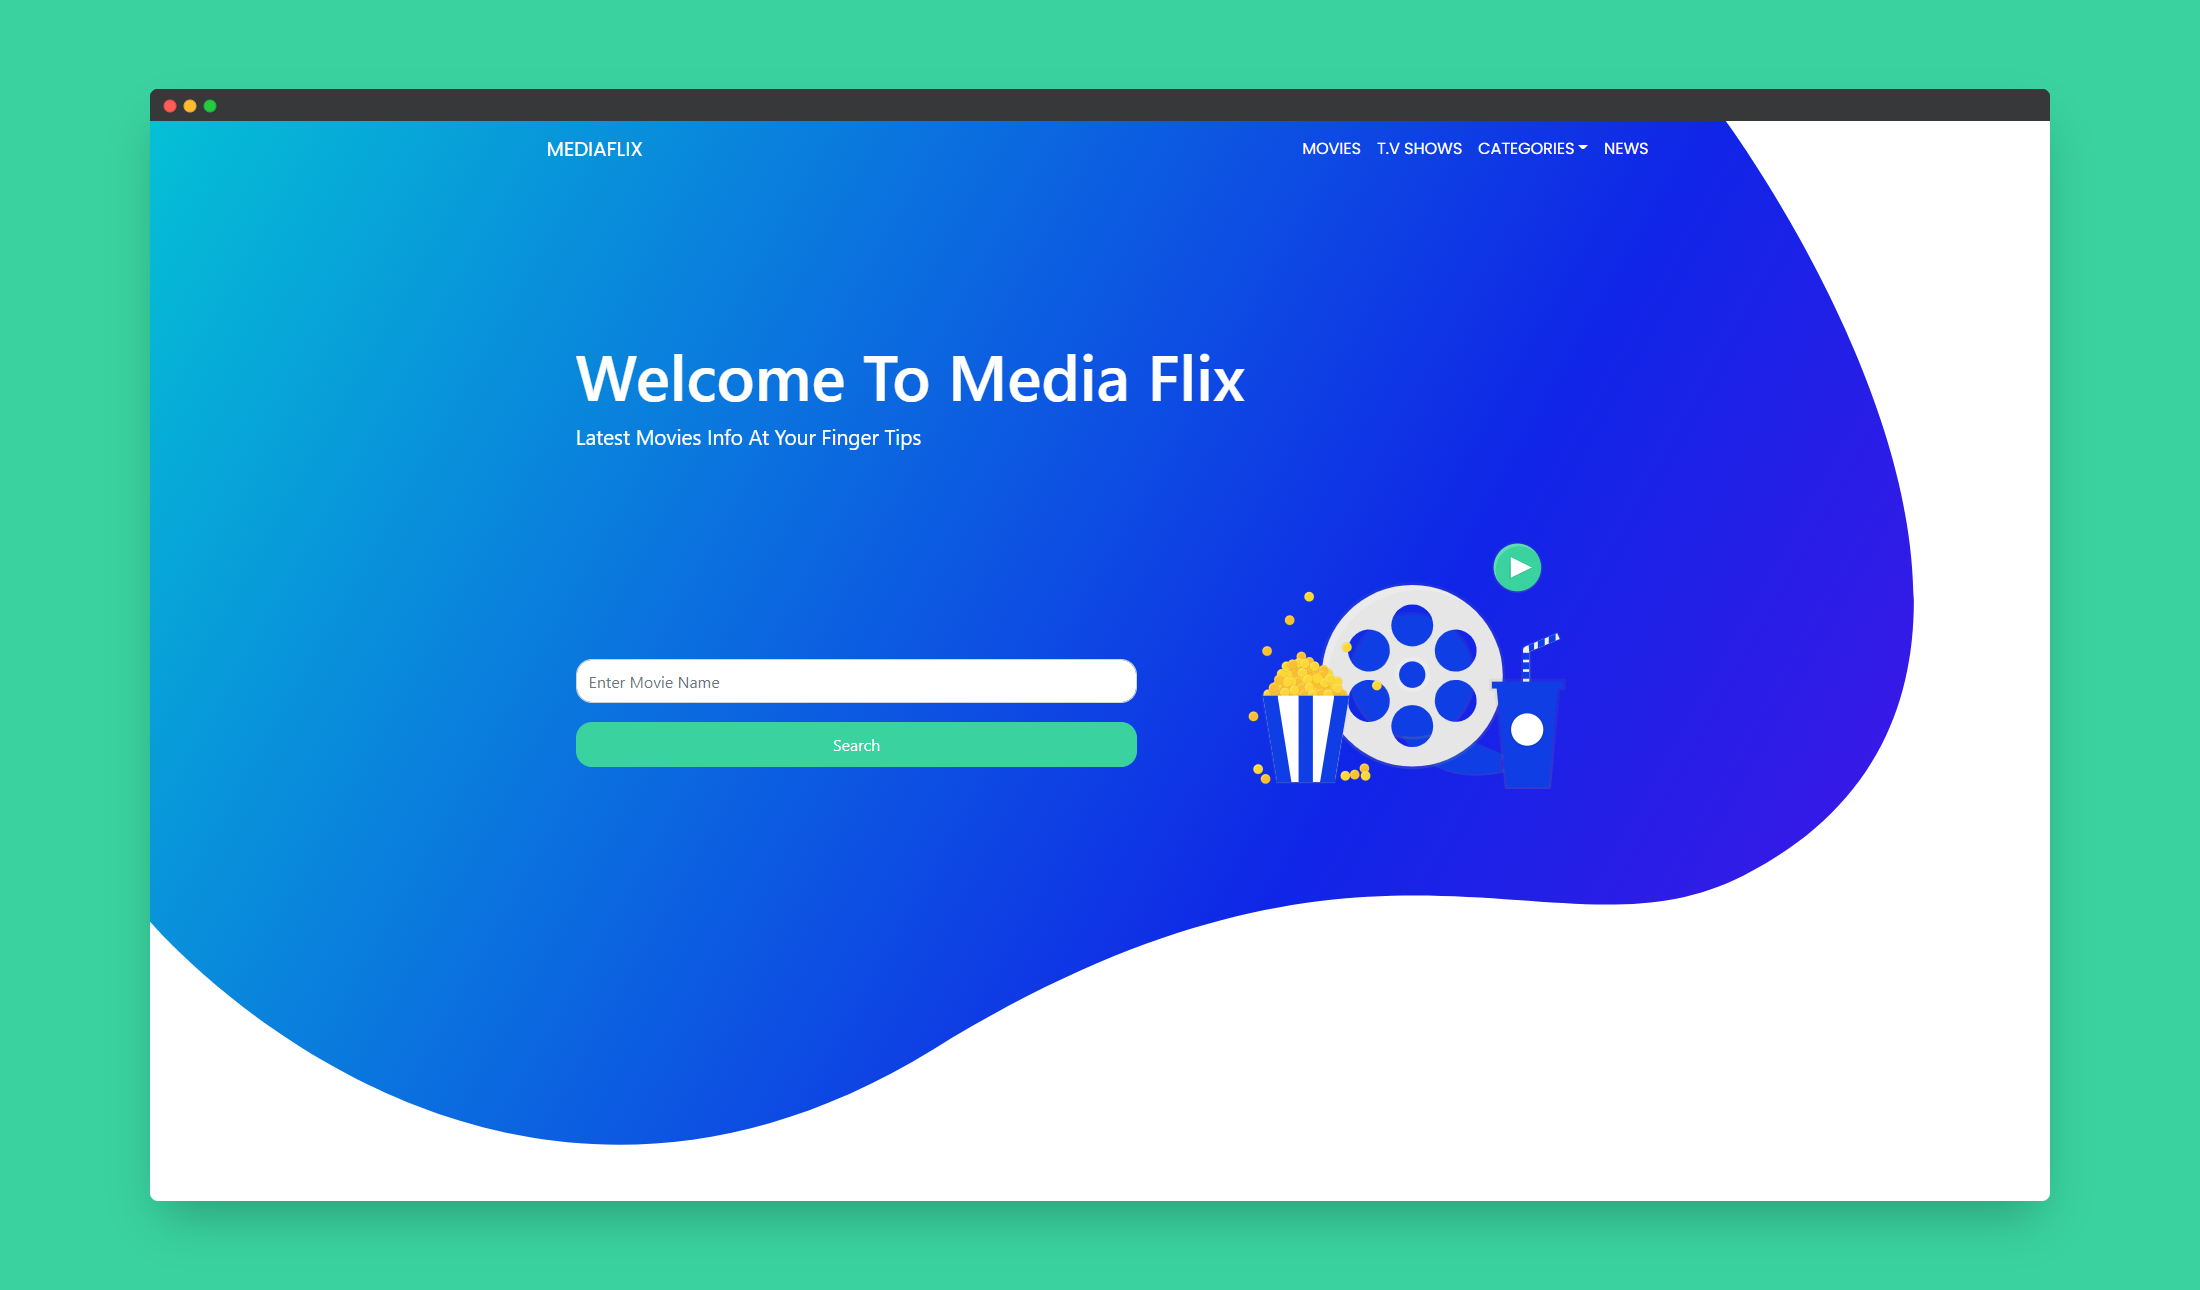 MEDIAFLIX
MOVIES T.V SHOWS CATEGORIES NEWS
Welcome To Media Flix
Latest Movies Info At Your Finger Tips
Enter Movie Name
Search